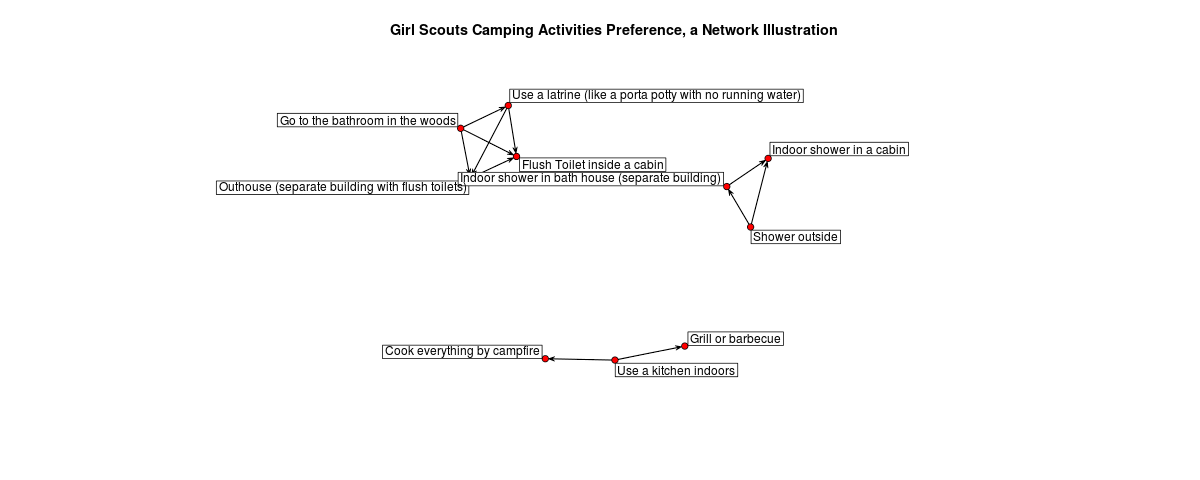 Girl Scouts Camping Activities Preference, a Network Illustration
Use a latrine (like a porta potty with no running water)
Go to the bathroom in the woods
Indoor shower in a cabin
Flush Toilet inside a cabin
Indoor shower in bath house (separate building)
Outhouse (separate building with flush toilets)
Shower outside
Grill or barbecue
Cook everything by campfire
Use a kitchen indoors